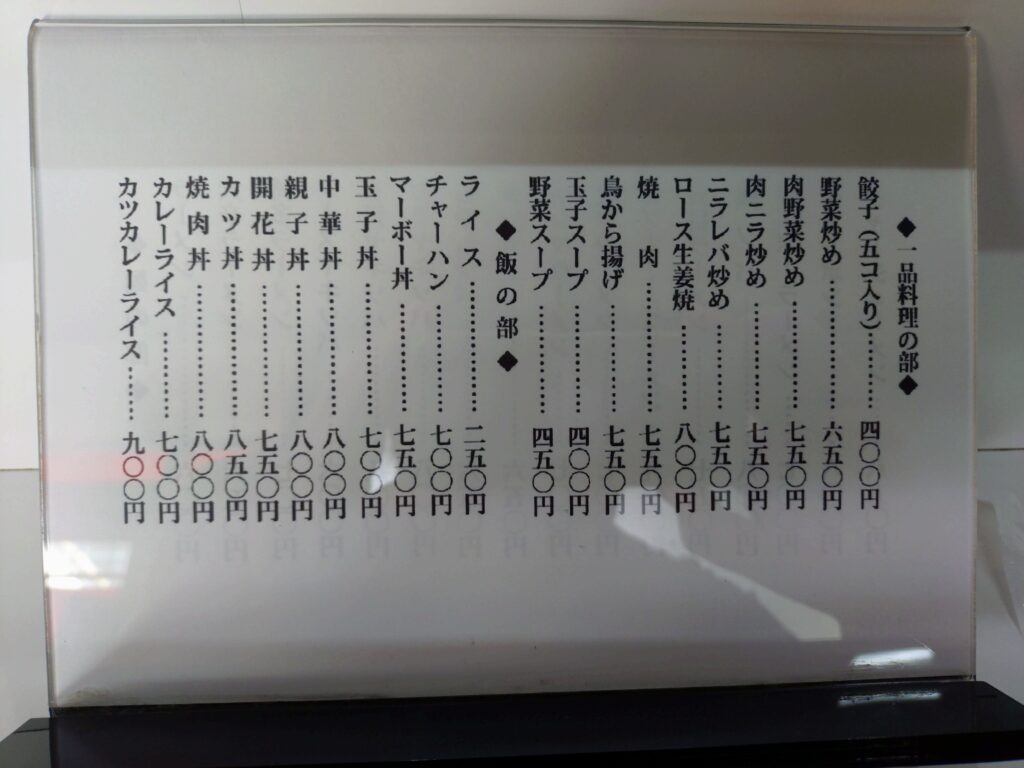 ◆一品料理の部◆
餃子（五コ入り）………四〇〇円
野菜炒め……………六五〇円
肉野菜炒め…………七五〇円
肉ニラ炒め…………七五〇円
ニラレバ炒め………七五〇円
ロース生姜焼………八〇〇円
焼 肉……………七五〇円
鳥から揚げ…………七五〇円
玉子スープ…………四〇〇円
野菜スープ…………四五〇円
◆飯の部◆
ライス……………二五〇円
チャーハン…………七〇〇円
マーボー丼…………七五〇円
玉子丼……………七〇〇円
中華丼……………八〇〇円
親子丼……………八〇〇円
開花丼……………七五〇円
カツ丼……………八五〇円
焼肉丼……………八〇〇円
カレーライス………七〇〇円
カツカレーライス……九〇〇円